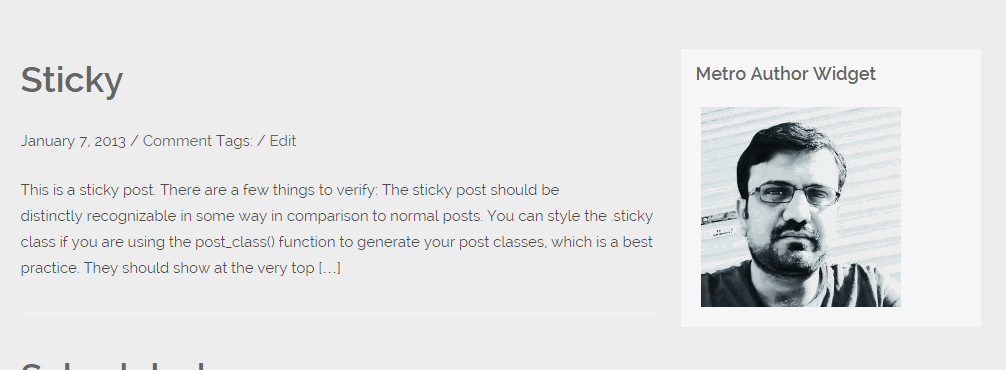 Sticky
January 7, 2013 / Comment Tags: / Edit
This is a sticky post. There are a few things to verify: The sticky post should be
distinctly recognizable in some way in comparison to normal posts. You can style the .sticky
class if you are using the post_class() function to generate your post classes, which is a best
practice. They should show at the very top […]
Metro Author Widget